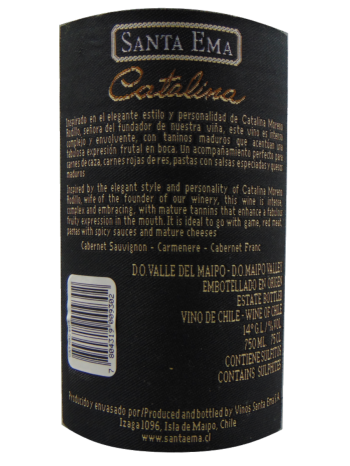 SANTA EMA
Catalina
Inspirado en el elegante estilo y personalidad de Catalina Moreno
Rodillo, señora del fundador de nuestra viña, este vino es intenso
complejo y envolvente, con taninos maduros que acentúan una
fabulosa expresión frutal en boca. Un acompañamiento perfecto para
carnes de caza, carnes rojas de res, pastas con salsas especiadas y quesos
maduros
Inspired by the elegant style and personality of Catalina Moreno
Rodillo, wife of the founder of our winery, this wine is intense
complex and embracing, with mature tannins that enhance a fabulous
fruity expression in the mouth. It is ideal to go with game, red meat
pastas with spicy sauces and mature cheeses
Cabernet Sauvignon - Carmenere - Cabernet Franc
D.O. VALLE DEL MAIPO - D.O. MAIPO VALLEY
EMBOTELLADO EN ORIGEN
ESTATE BOTTLED
VINO DE CHILE - WINE OF CHILE
14° G.L / % VOL.
750 ML. 75 CL.
CONTIENE SULFITOS
CONTAINS SULPHITES
7 804319 009302
Producido y envasado por/Produced and bottled by Vinos Santa Ema S.A.
Izaga 1096, Isla de Maipo, Chile
www.santaema.cl